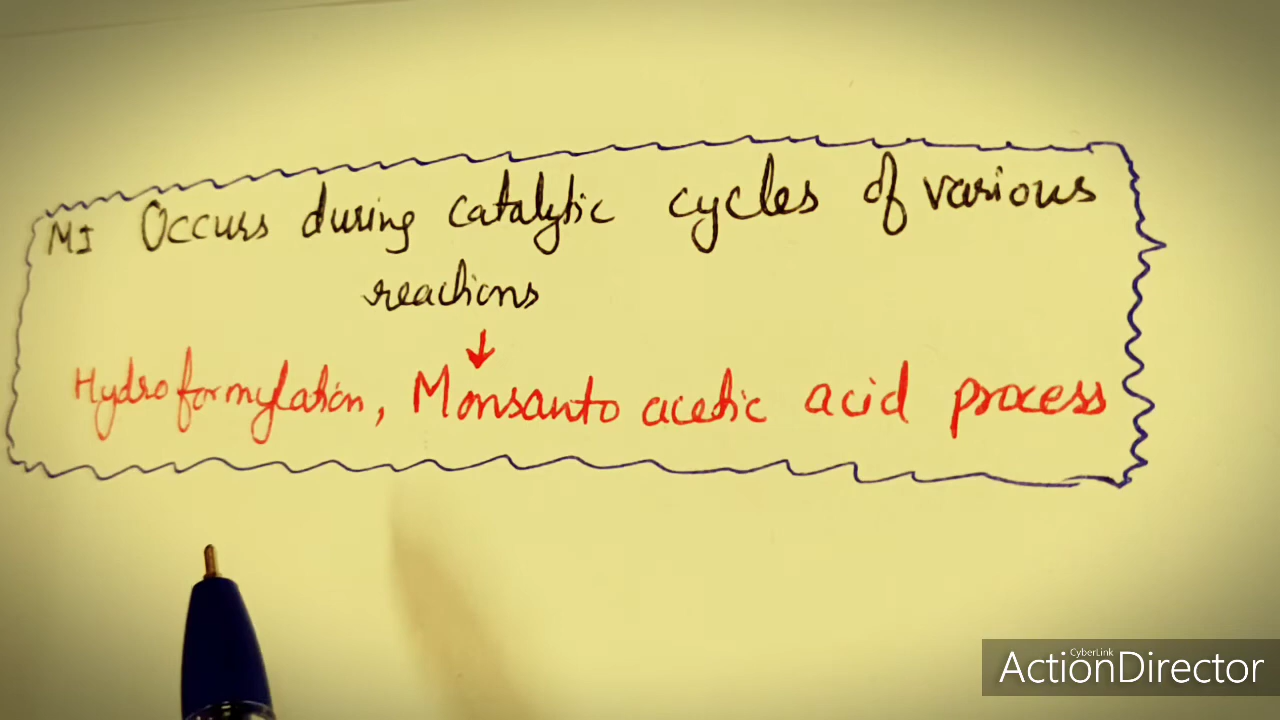 MI Occurs during catalytic cycles of various
reactions
↓
Hydroformylation, Monsanto acetic acid process
CyberLink
ActionDirector